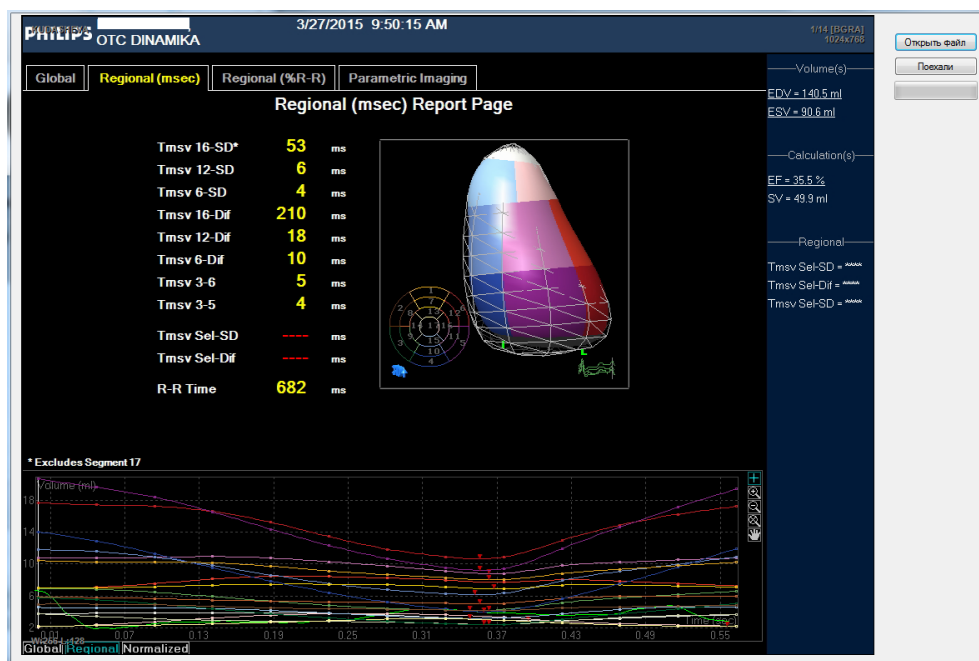 PHILIPS
OTC DINAMIKA
3/27/2015 9:50:15 AM
1/14 [BGRA]
1024x768
Открыть файл
Поехали
Global
Regional (msec)
Regional (%R-R)
Parametric Imaging
Regional (msec) Report Page
Tmsv 16-SD* 53 ms
Tmsv 12-SD 6 ms
Tmsv 6-SD 4 ms
Tmsv 16-Dif 210 ms
Tmsv 12-Dif 18 ms
Tmsv 6-Dif 10 ms
Tmsv 3-6 5 ms
Tmsv 3-5 4 ms
Tmsv Sel-SD ---- ms
Tmsv Sel-Dif ---- ms
R-R Time 682 ms
L
Volume(s)
EDV = 140.5 ml
ESV = 90.6 ml
Calculation(s)
EF = 35.5 %
SV = 49.9 ml
Regional
Tmsv Sel-SD = ****
Tmsv Sel-Dif = ****
Tmsv Sel-SD = ****
* Excludes Segment 17
Volume (ml)
18
14
10
6
2
0.01 0.07 0.13 0.19 0.25 0.31 0.37 0.43 0.49 0.55
Time (sec)
Global Regional Normalized